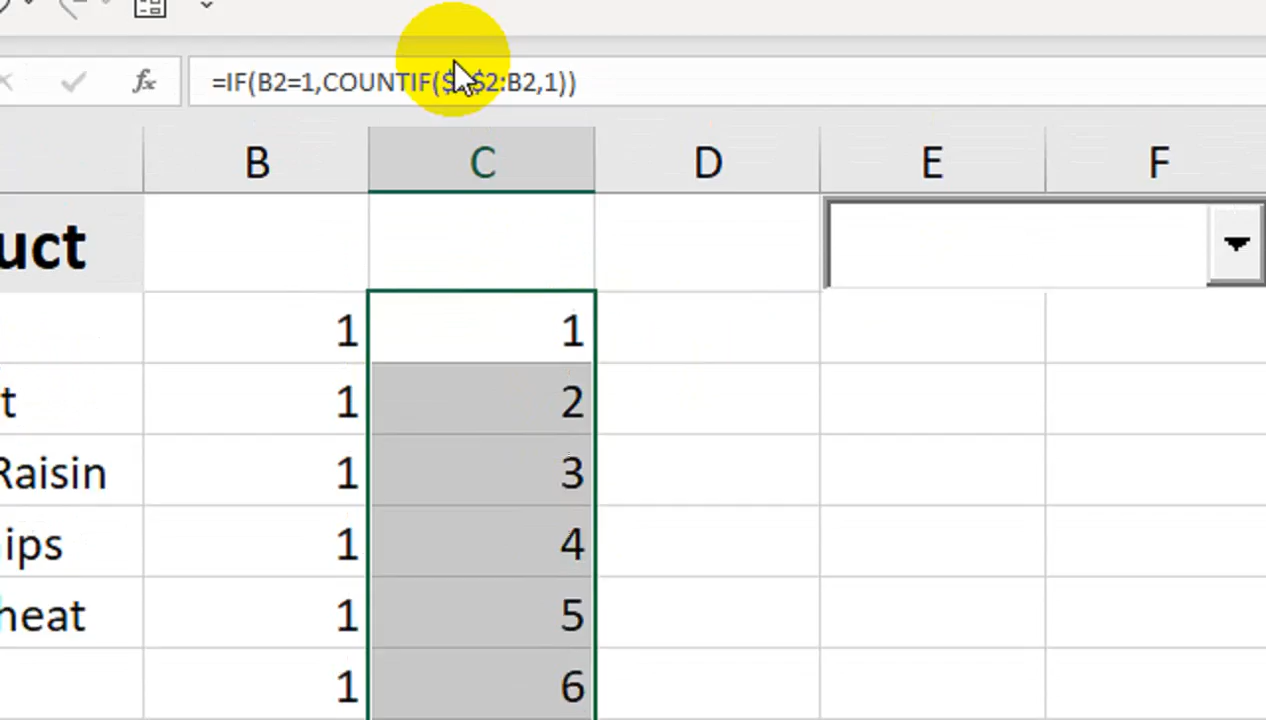 fx =IF(B2=1,COUNTIF($B$2:B2,1))
B C D E F
uct
1 1
t 1 2
Raisin 1 3
ips 1 4
heat 1 5
1 6